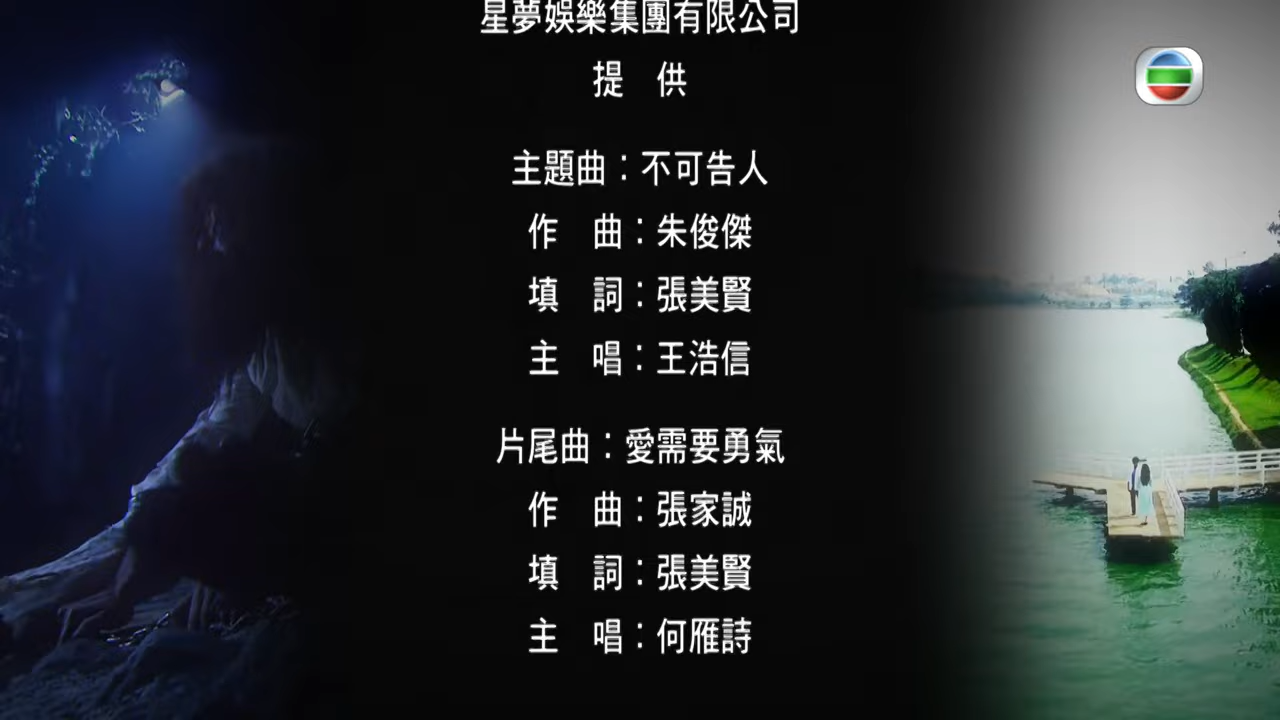 星夢娛樂集團有限公司
提　供
主題曲：不可告人
作　曲：朱俊傑
填　詞：張美賢
主　唱：王浩信
片尾曲：愛需要勇氣
作　曲：張家誠
填　詞：張美賢
主　唱：何雁詩